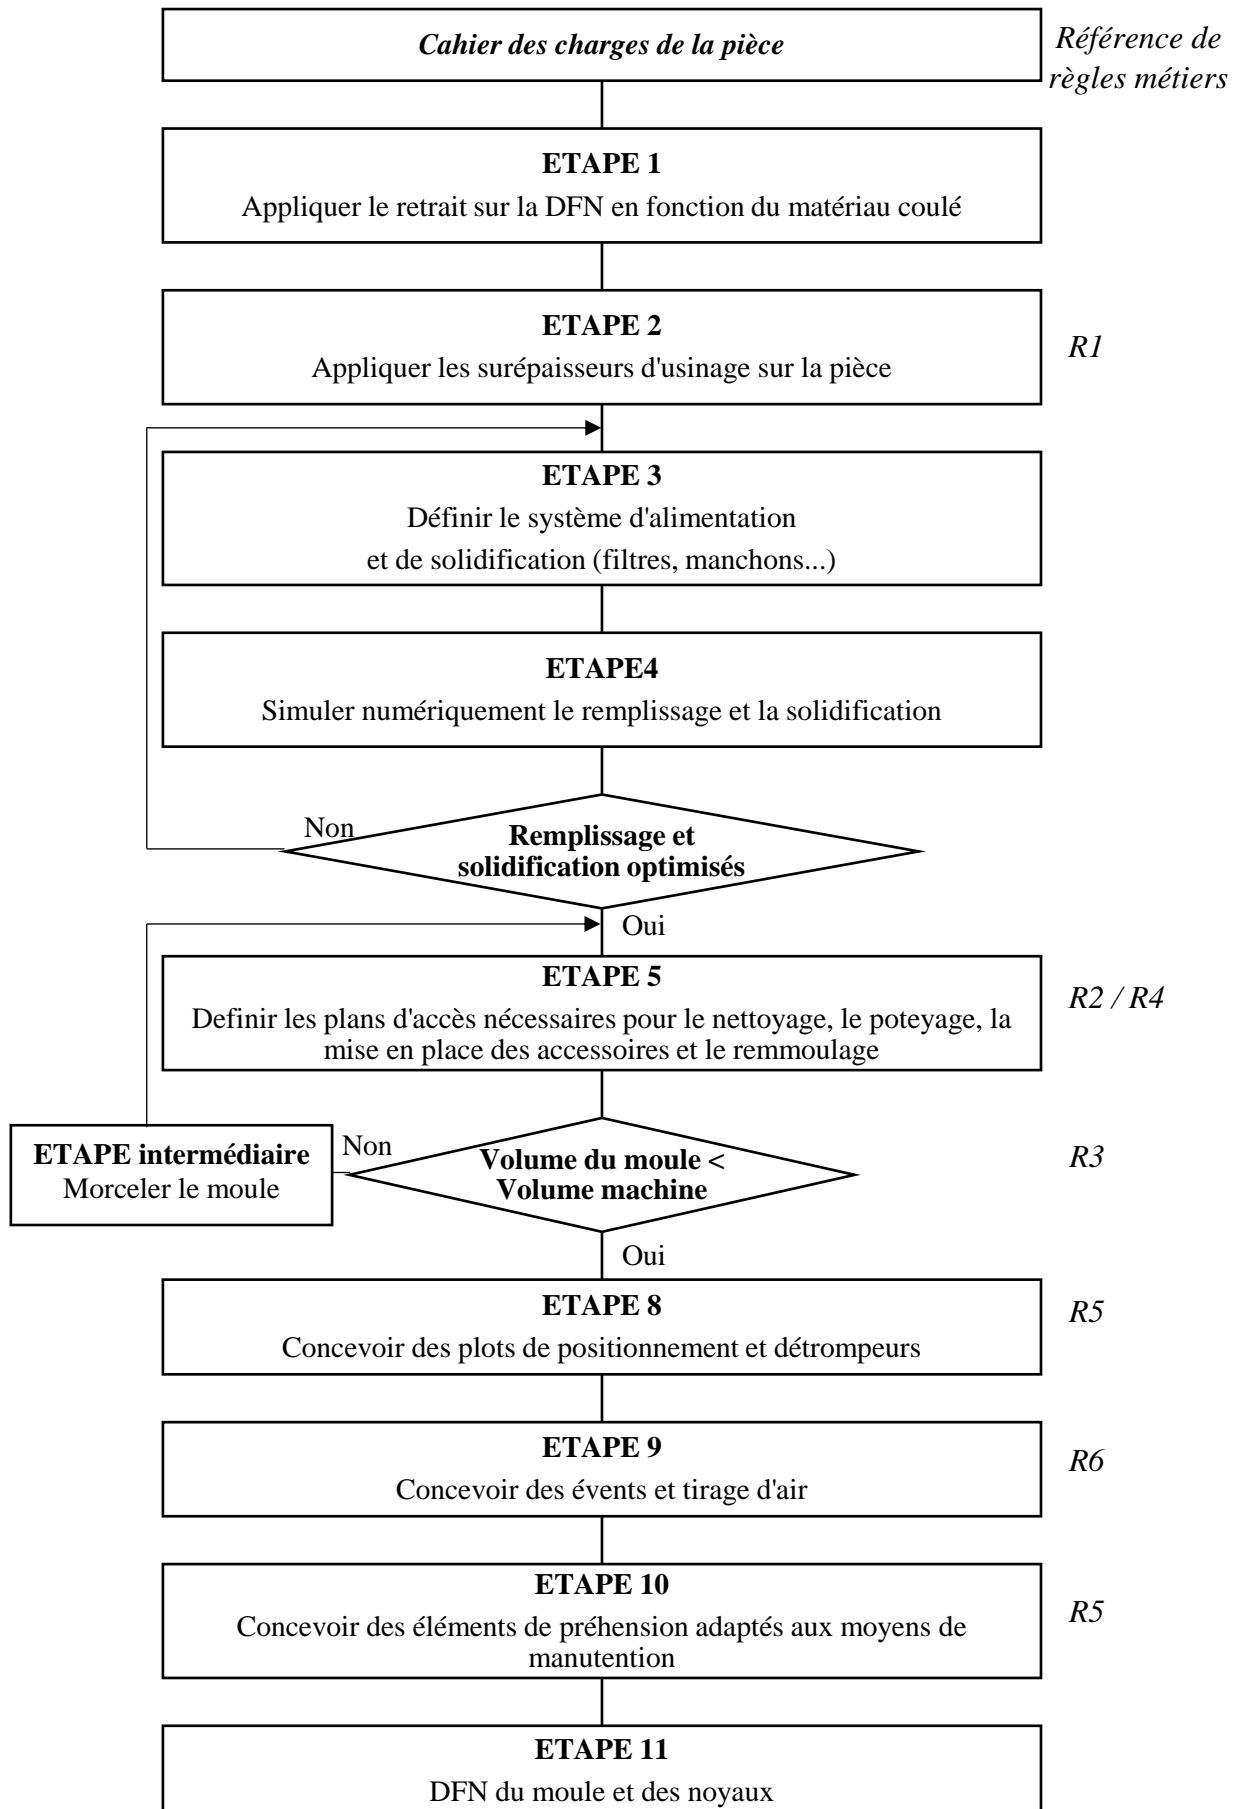 Cahier des charges de la pièce
Référence de
règles métiers
ETAPE 1
Appliquer le retrait sur la DFN en fonction du matériau coulé
ETAPE 2
Appliquer les surépaisseurs d'usinage sur la pièce
R1
ETAPE 3
Définir le système d'alimentation
et de solidification (filtres, manchons...)
ETAPE4
Simuler numériquement le remplissage et la solidification
Non
Remplissage et
solidification optimisés
Oui
ETAPE 5
Definir les plans d'accès nécessaires pour le nettoyage, le poteyage, la
mise en place des accessoires et le remmoulage
R2 / R4
ETAPE intermédiaire
Morceler le moule
Non
Volume du moule <
Volume machine
R3
Oui
ETAPE 8
Concevoir des plots de positionnement et détrompeurs
R5
ETAPE 9
Concevoir des évents et tirage d'air
R6
ETAPE 10
Concevoir des éléments de préhension adaptés aux moyens de
manutention
R5
ETAPE 11
DFN du moule et des noyaux